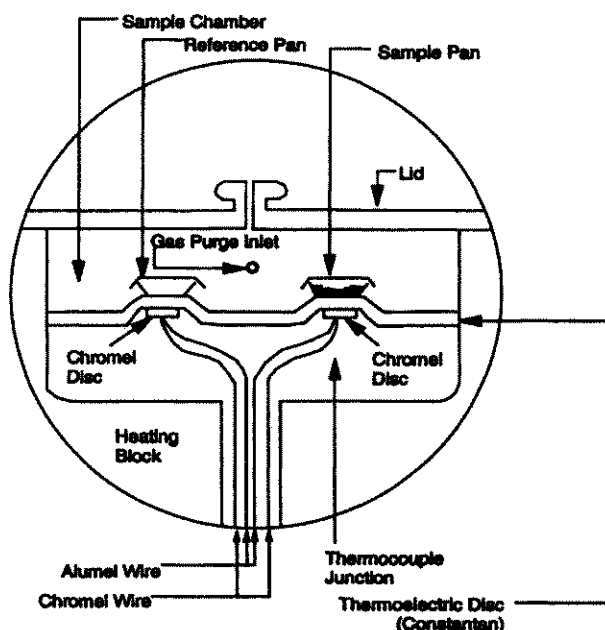 Sample Chamber
Reference Pan
Sample Pan
Lid
Gas Purge Inlet
Chromel
Disc
Chromel
Disc
Heating
Block
Alumel Wire
Chromel Wire
Thermocouple
Junction
Thermoelectric Disc
(Constantan)